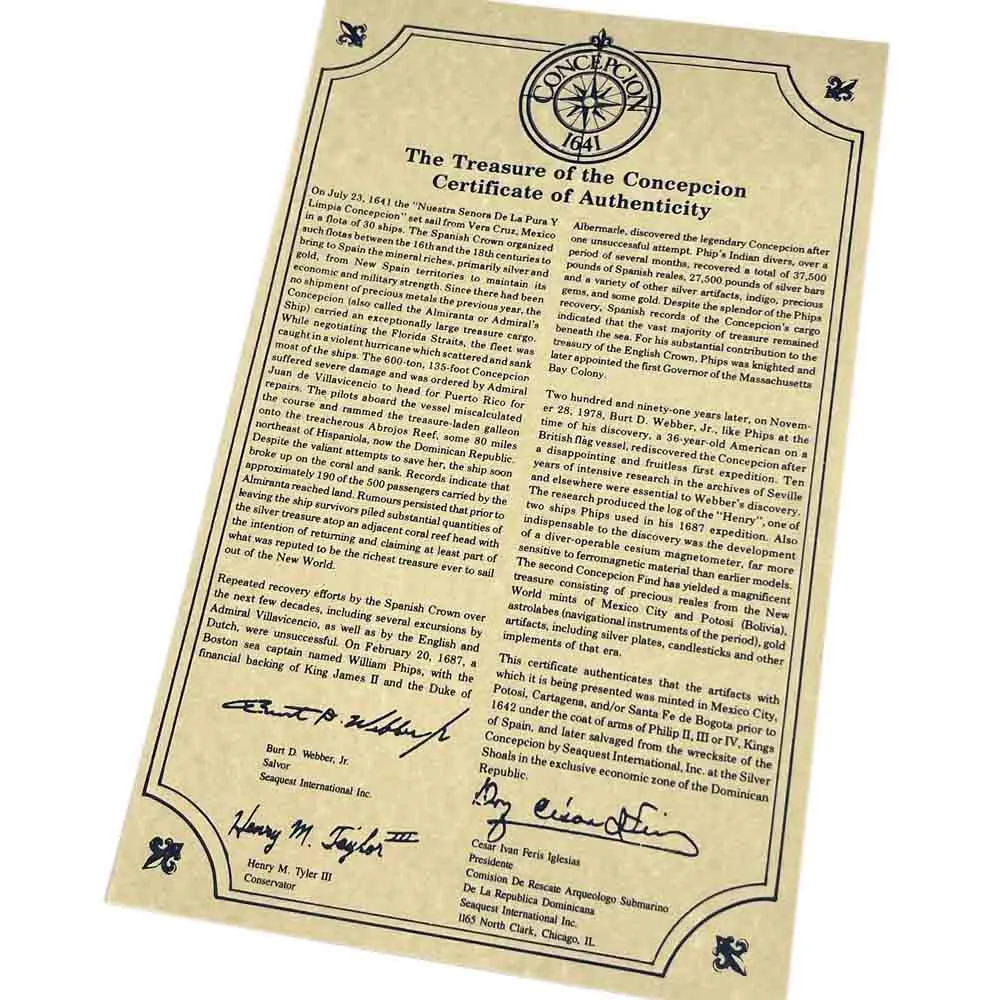 CONCEPCION
1641
The Treasure of the Concepcion
Certificate of Authenticity
On July 23, 1641 the "Nuestra Senora De La Pura Y
Limpia Concepcion" set sail from Vera Cruz, Mexico
in a flota of 30 ships. The Spanish Crown organized
such flotas between the 16th and the 18th centuries to
bring to Spain the mineral riches, primarily silver and
gold, from New Spain territories to maintain its
economic and military strength. Since there had been
no shipment of precious metals the previous year, the
Concepcion (also called the Almiranta or Admiral's
Ship) carried an exceptionally large treasure cargo.
While negotiating the Florida Straits, the fleet was
caught in a violent hurricane which scattered and sank
most of the ships. The 600-ton, 135-foot Concepcion
suffered severe damage and was ordered by Admiral
Juan de Villavicencio to head for Puerto Rico for
repairs. The pilots aboard the vessel miscalculated
the course and rammed the treasure-laden galleon
onto the treacherous Abrojos Reef, some 80 miles
northeast of Hispaniola, now the Dominican Republic.
Despite the valiant attempts to save her, the ship soon
broke up on the coral and sank. Records indicate that
approximately 190 of the 500 passengers carried by the
Almiranta reached land. Rumours persisted that prior to
leaving the ship survivors piled substantial quantities of
the silver treasure atop an adjacent coral reef head with
the intention of returning and claiming at least part of
what was reputed to be the richest treasure ever to sail
out of the New World.
Repeated recovery efforts by the Spanish Crown over
the next few decades, including several excursions by
Admiral Villavicencio, as well as by the English and
Dutch, were unsuccessful. On February 20, 1687, a
Boston sea captain named William Phips, with the
financial backing of King James II and the Duke of
Albermarle, discovered the legendary Concepcion after
one unsuccessful attempt. Phip's Indian divers, over a
period of several months, recovered a total of 37,500
pounds of Spanish reales, 27,500 pounds of silver bars
and a variety of other silver artifacts, indigo, precious
gems, and some gold. Despite the splendor of the Phips
recovery, Spanish records of the Concepcion's cargo
indicated that the vast majority of treasure remained
beneath the sea. For his substantial contribution to the
treasury of the English Crown, Phips was knighted and
later appointed the first Governor of the Massachusetts
Bay Colony.
Two hundred and ninety-one years later, on Novem-
er 28, 1978, Burt D. Webber, Jr., like Phips at the
time of his discovery, a 36-year-old American on a
British flag vessel, rediscovered the Concepcion after
a disappointing and fruitless first expedition. Ten
years of intensive research in the archives of Seville
and elsewhere were essential to Webber's discovery.
The research produced the log of the "Henry", one of
two ships Phips used in his 1687 expedition. Also
indispensable to the discovery was the development
of a diver-operable cesium magnetometer, far more
sensitive to ferromagnetic material than earlier models.
The second Concepcion Find has yielded a magnificent
treasure consisting of precious reales from the New
World mints of Mexico City and Potosi (Bolivia),
astrolabes (navigational instruments of the period), gold
artifacts, including silver plates, candlesticks and other
implements of that era.
This certificate authenticates that the artifacts with
which it is being presented was minted in Mexico City,
Potosi, Cartagena, and/or Santa Fe de Bogota prior to
1642 under the coat of arms of Philip II, III or IV, Kings
of Spain, and later salvaged from the wrecksite of the
Concepcion by Seaquest International, Inc. at the Silver
Shoals in the exclusive economic zone of the Dominican
Republic.
Burt D. Webber Jr
Burt D. Webber, Jr.
Salvor
Seaquest International Inc.
Henry M. Taylor III
Henry M. Tyler III
Conservator
Cesar Ivan Feris Iglesias
Presidente
Comision De Rescate Arqueologo Submarino
De La Republica Dominicana
Seaquest International Inc.
1165 North Clark, Chicago, IL